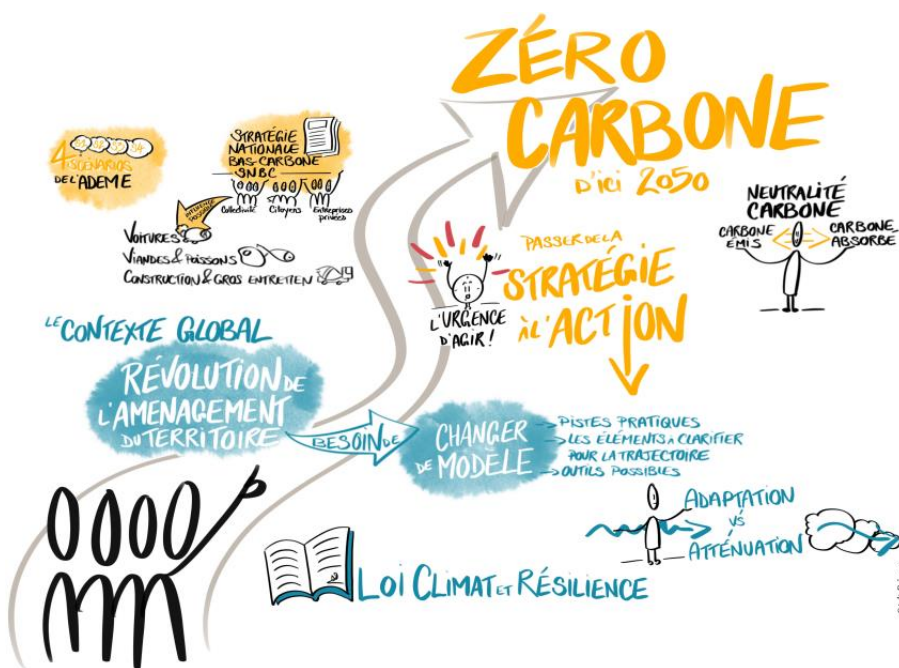 ZÉRO
CARBONE
D'ICI 2050
4 SCÉNARIOS
DE L'ADEME
STRATÉGIE
NATIONALE
BAS-CARBONE
SNBC
Collectivité
Citoyens
Entreprises
privées
VOITURES
VIANDES & POISSONS
CONSTRUCTION & GROS ENTRETIEN
NEUTRALITÉ
CARBONE
CARBONE
ÉMIS
CARBONE
ABSORBÉ
PASSER DE LA
STRATÉGIE
À L'ACTION
L'URGENCE
D'AGIR !
LE CONTEXTE GLOBAL
RÉVOLUTION DE
L'AMENAGEMENT
DU TERRITOIRE
BESOIN DE
CHANGER
DE MODÈLE
PISTES PRATIQUES
LES ÉLÉMENTS À CLARIFIER
POUR LA TRAJECTOIRE
OUTILS POSSIBLES
ADAPTATION
VS
ATTÉNUATION
LOI CLIMAT ET RÉSILIENCE